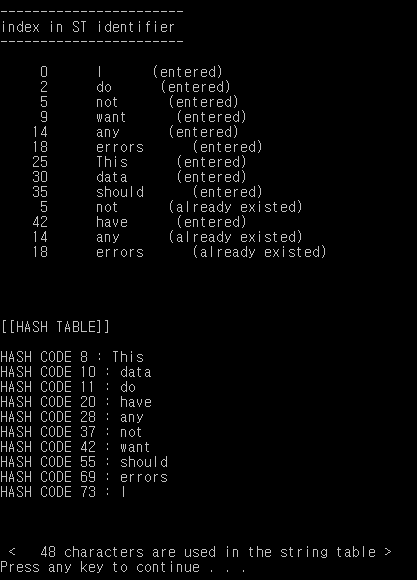 -----------------------
index in ST identifier
-----------------------
0 I (entered)
2 do (entered)
5 not (entered)
9 want (entered)
14 any (entered)
18 errors (entered)
25 This (entered)
30 data (entered)
35 should (entered)
5 not (already existed)
42 have (entered)
14 any (already existed)
18 errors (already existed)
[[HASH TABLE]]
HASH CODE 8 : This
HASH CODE 10 : data
HASH CODE 11 : do
HASH CODE 20 : have
HASH CODE 28 : any
HASH CODE 37 : not
HASH CODE 42 : want
HASH CODE 55 : should
HASH CODE 69 : errors
HASH CODE 73 : I
< 48 characters are used in the string table >
Press any key to continue . . .